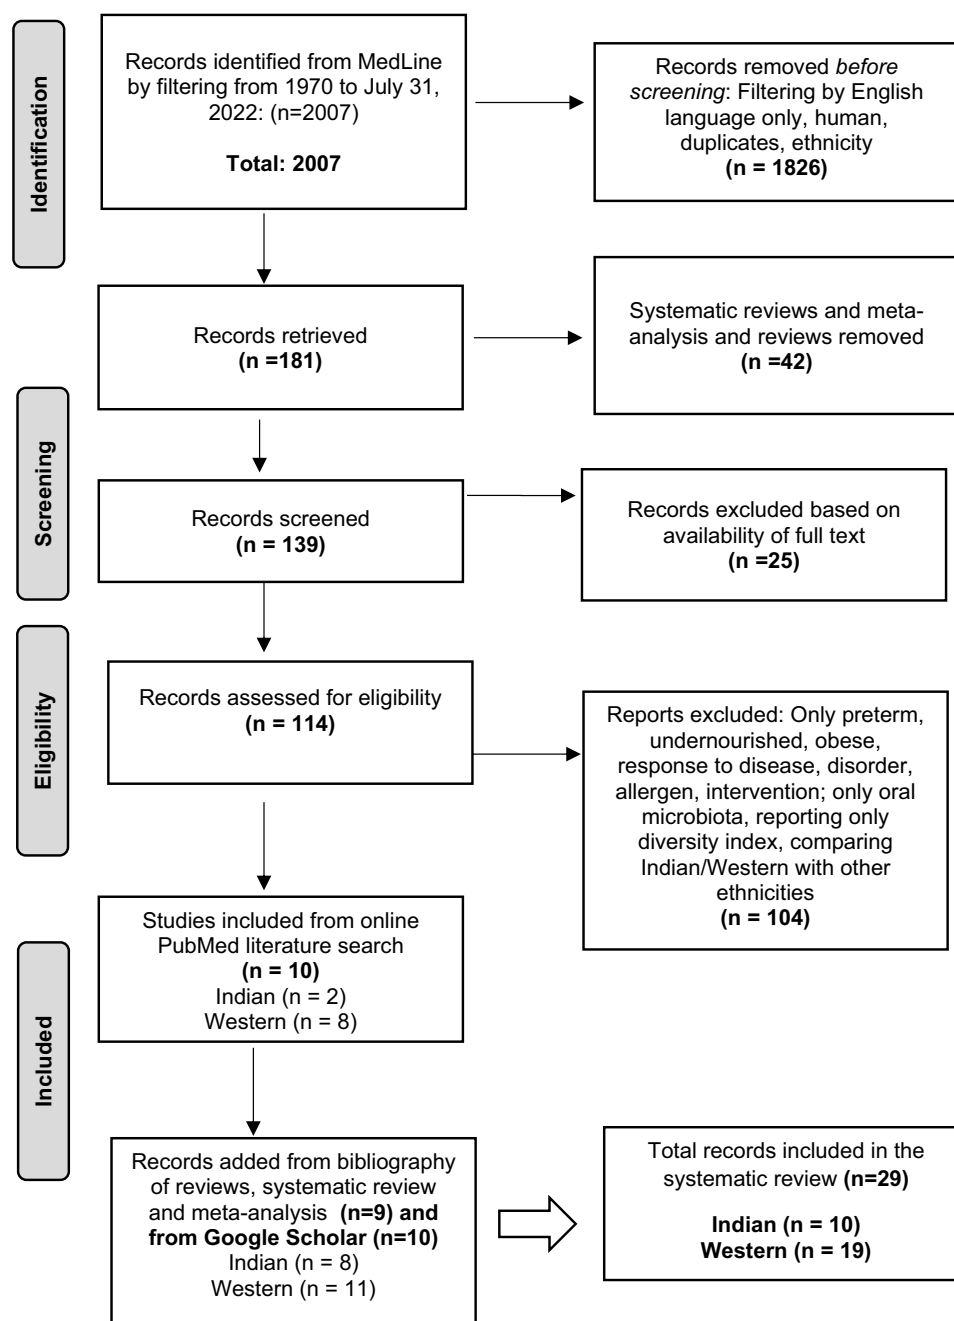 Identification
Records identified from MedLine
by filtering from 1970 to July 31,
2022: (n=2007)
Total: 2007
Records removed before
screening: Filtering by English
language only, human,
duplicates, ethnicity
(n = 1826)
Records retrieved
(n =181)
Systematic reviews and meta-
analysis and reviews removed
(n =42)
Screening
Records screened
(n = 139)
Records excluded based on
availability of full text
(n =25)
Eligibility
Records assessed for eligibility
(n = 114)
Reports excluded: Only preterm,
undernourished, obese,
response to disease, disorder,
allergen, intervention; only oral
microbiota, reporting only
diversity index, comparing
Indian/Western with other
ethnicities
(n = 104)
Included
Studies included from online
PubMed literature search
(n = 10)
Indian (n = 2)
Western (n = 8)
Records added from bibliography
of reviews, systematic review
and meta-analysis (n=9) and
from Google Scholar (n=10)
Indian (n = 8)
Western (n = 11)
Total records included in the
systematic review (n=29)
Indian (n = 10)
Western (n = 19)